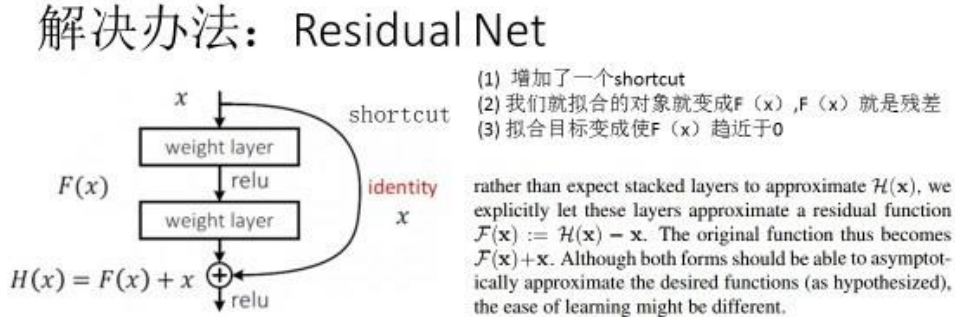 解决办法：Residual Net
(1) 增加了一个shortcut
(2) 我们就拟合的对象就变成F（x）,F（x）就是残差
(3) 拟合目标变成使F（x）趋近于0
x
shortcut
weight layer
F(x)
relu
identity
x
weight layer
H(x) = F(x) + x
relu
rather than expect stacked layers to approximate H(x), we
explicitly let these layers approximate a residual function
F(x) := H(x) − x. The original function thus becomes
F(x)+x. Although both forms should be able to asymptot-
ically approximate the desired functions (as hypothesized),
the ease of learning might be different.